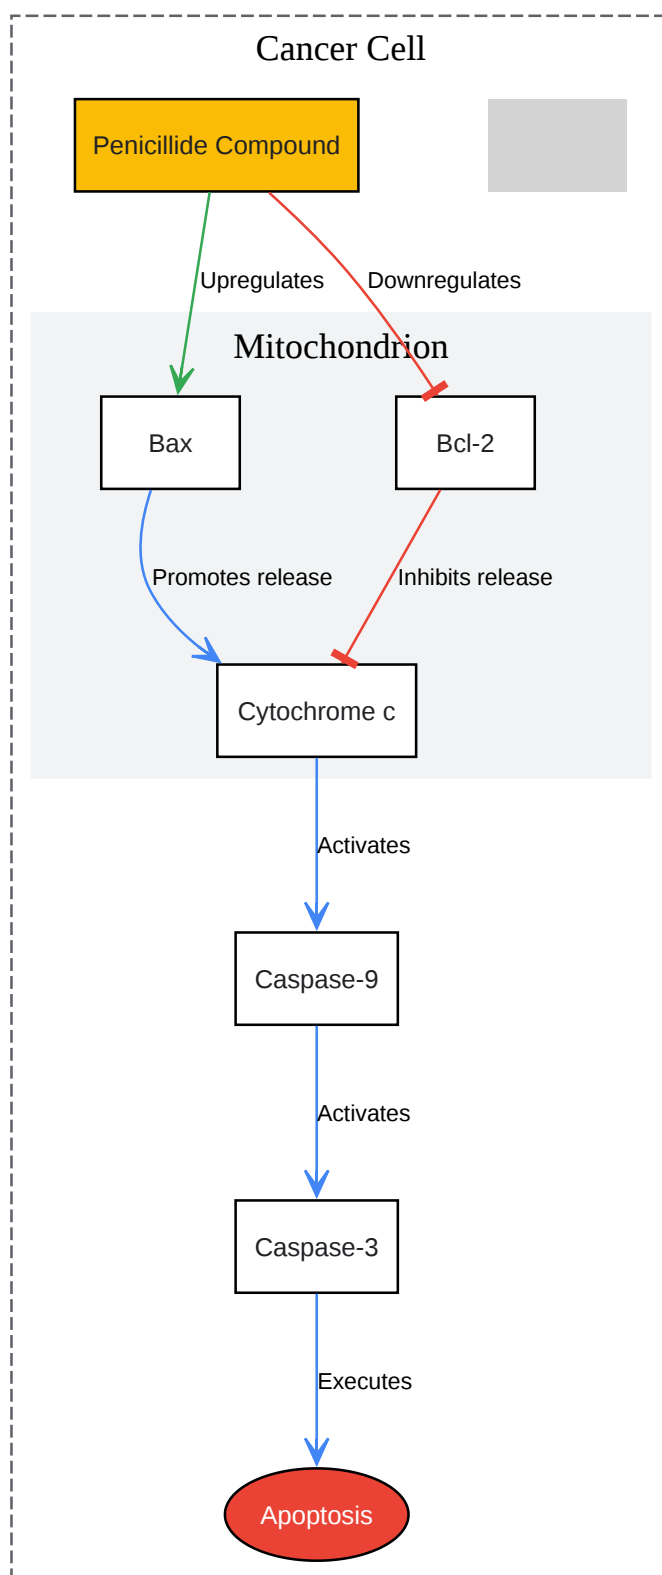 Cancer Cell
Penicillide Compound
Upregulates
Downregulates
Mitochondrion
Bax
Bcl-2
Promotes release
Inhibits release
Cytochrome c
Activates
Caspase-9
Activates
Caspase-3
Executes
Apoptosis